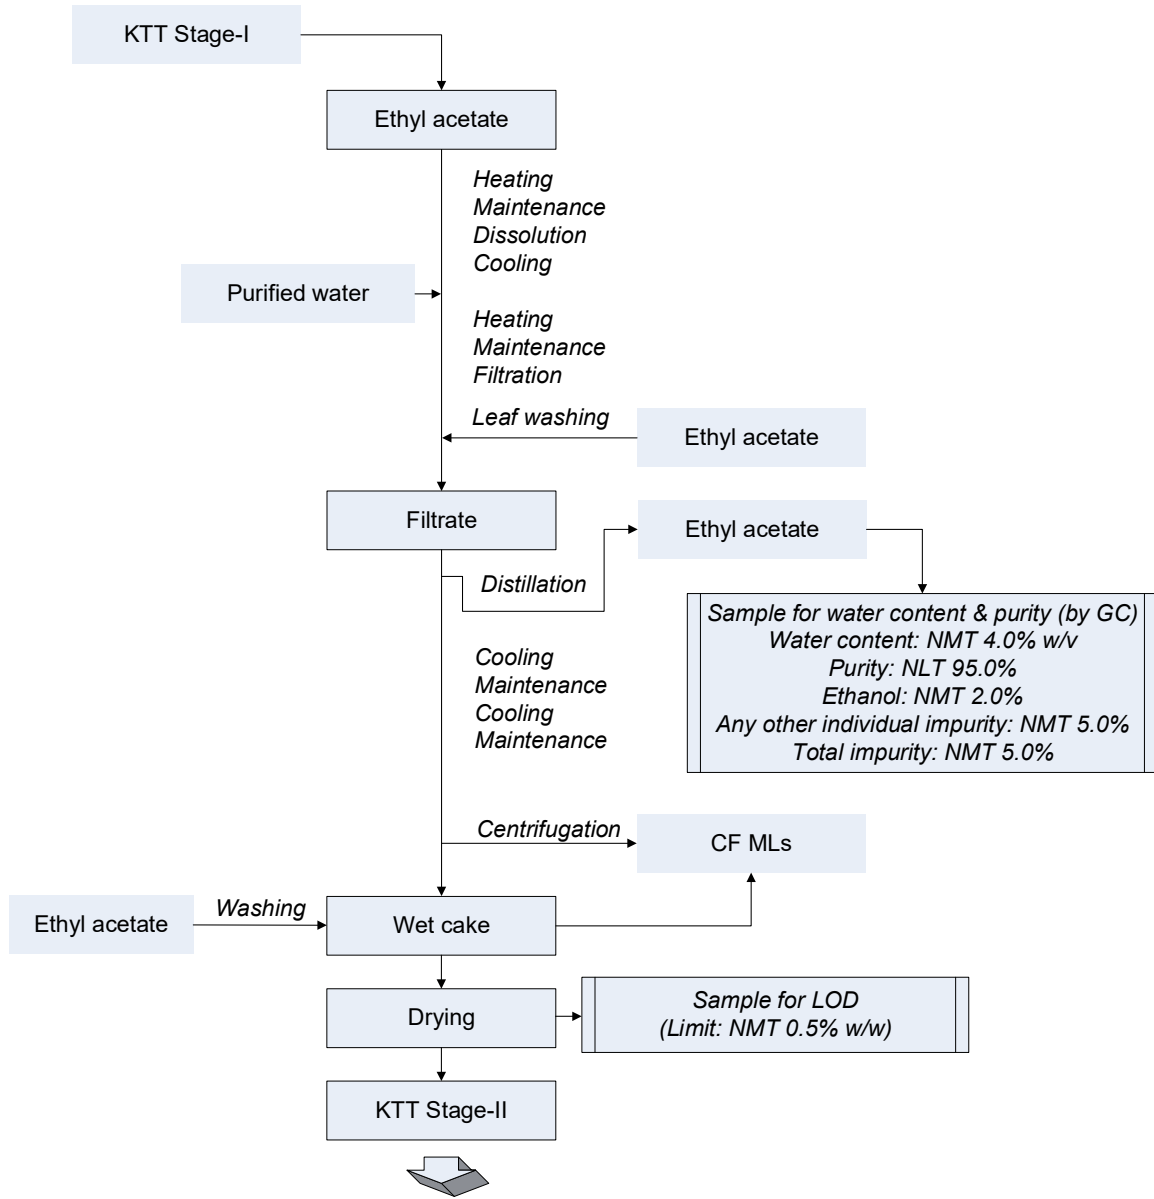 KTT Stage-I
Ethyl acetate
Heating
Maintenance
Dissolution
Cooling
Purified water
Heating
Maintenance
Filtration
Leaf washing
Ethyl acetate
Filtrate
Ethyl acetate
Distillation
Sample for water content & purity (by GC)
Water content: NMT 4.0% w/v
Purity: NLT 95.0%
Ethanol: NMT 2.0%
Any other individual impurity: NMT 5.0%
Total impurity: NMT 5.0%
Cooling
Maintenance
Cooling
Maintenance
Centrifugation
CF MLs
Ethyl acetate
Washing
Wet cake
Drying
Sample for LOD
(Limit: NMT 0.5% w/w)
KTT Stage-II